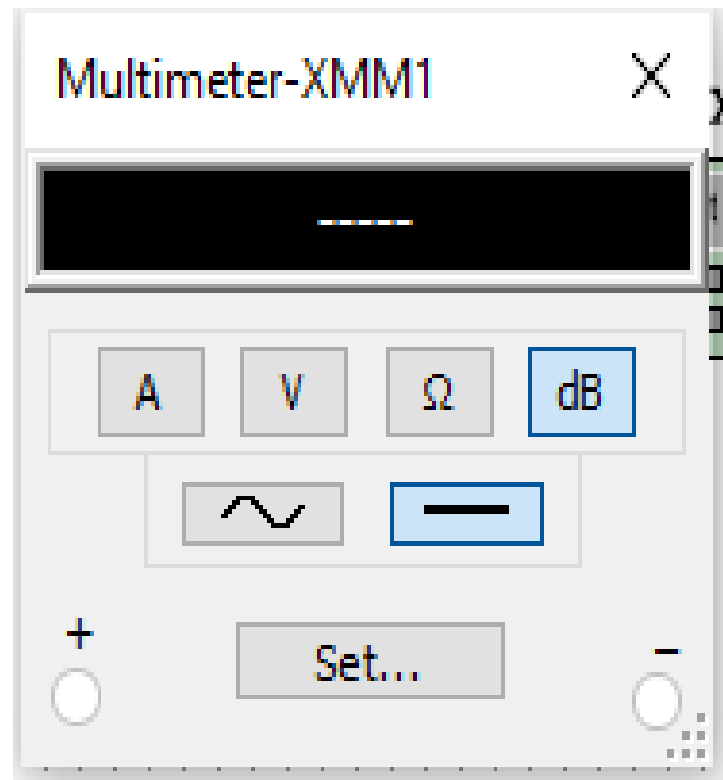 Multimeter-XMM1 X
-----
A V Ω dB
+ Set... -